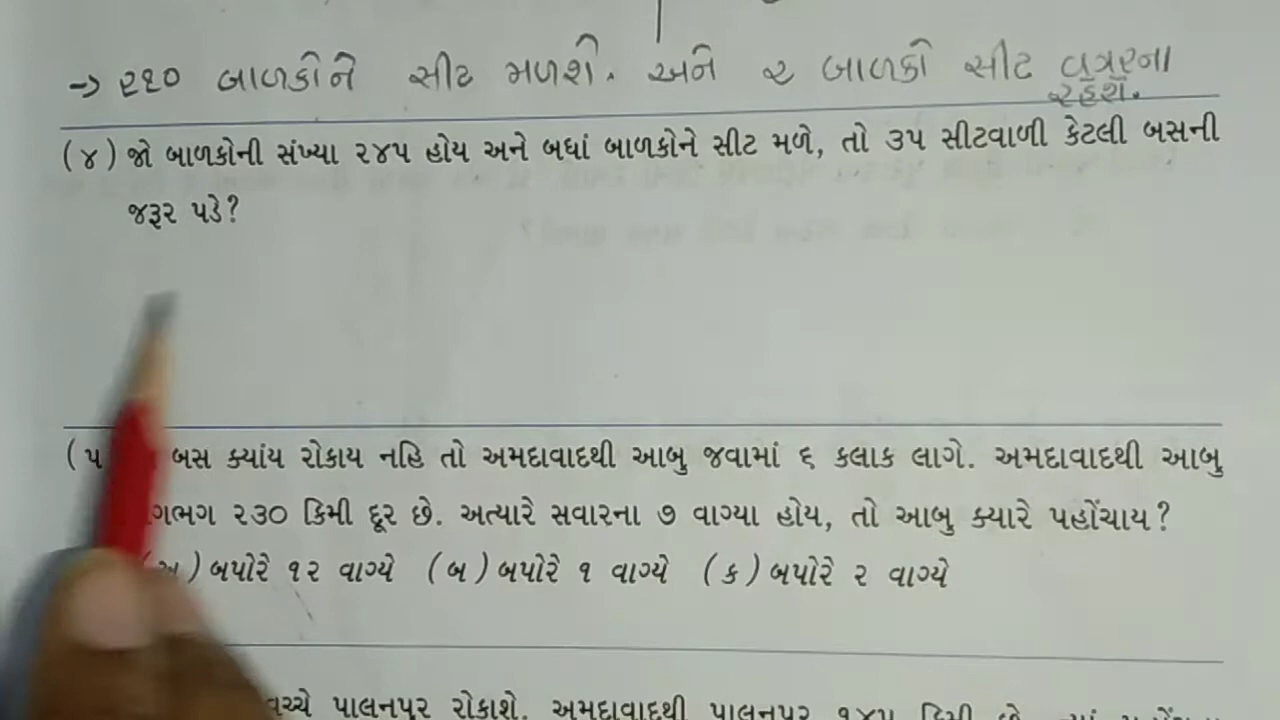 → ૨૧૦ બાળકોને સીટ મળશે. અને ૨ બાળકો સીટ વગરના
રહેશે.
(૪) જો બાળકોની સંખ્યા ૨૪૫ હોય અને બધાં બાળકોને સીટ મળે, તો ૩૫ સીટવાળી કેટલી બસની
જરૂર પડે?
(૫ બસ ક્યાંય રોકાય નહિ તો અમદાવાદથી આબુ જવામાં ૬ કલાક લાગે. અમદાવાદથી આબુ
ગભગ ૨૩૦ કિમી દૂર છે. અત્યારે સવારના ૭ વાગ્યા હોય, તો આબુ ક્યારે પહોંચાય?
) બપોરે ૧૨ વાગ્યે (બ) બપોરે ૧ વાગ્યે (ક) બપોરે ૨ વાગ્યે
વચ્ચે પાલનપુર રોકાશે. અમદાવાદથી પાલનપુર ૧૪૫ કિમી છે